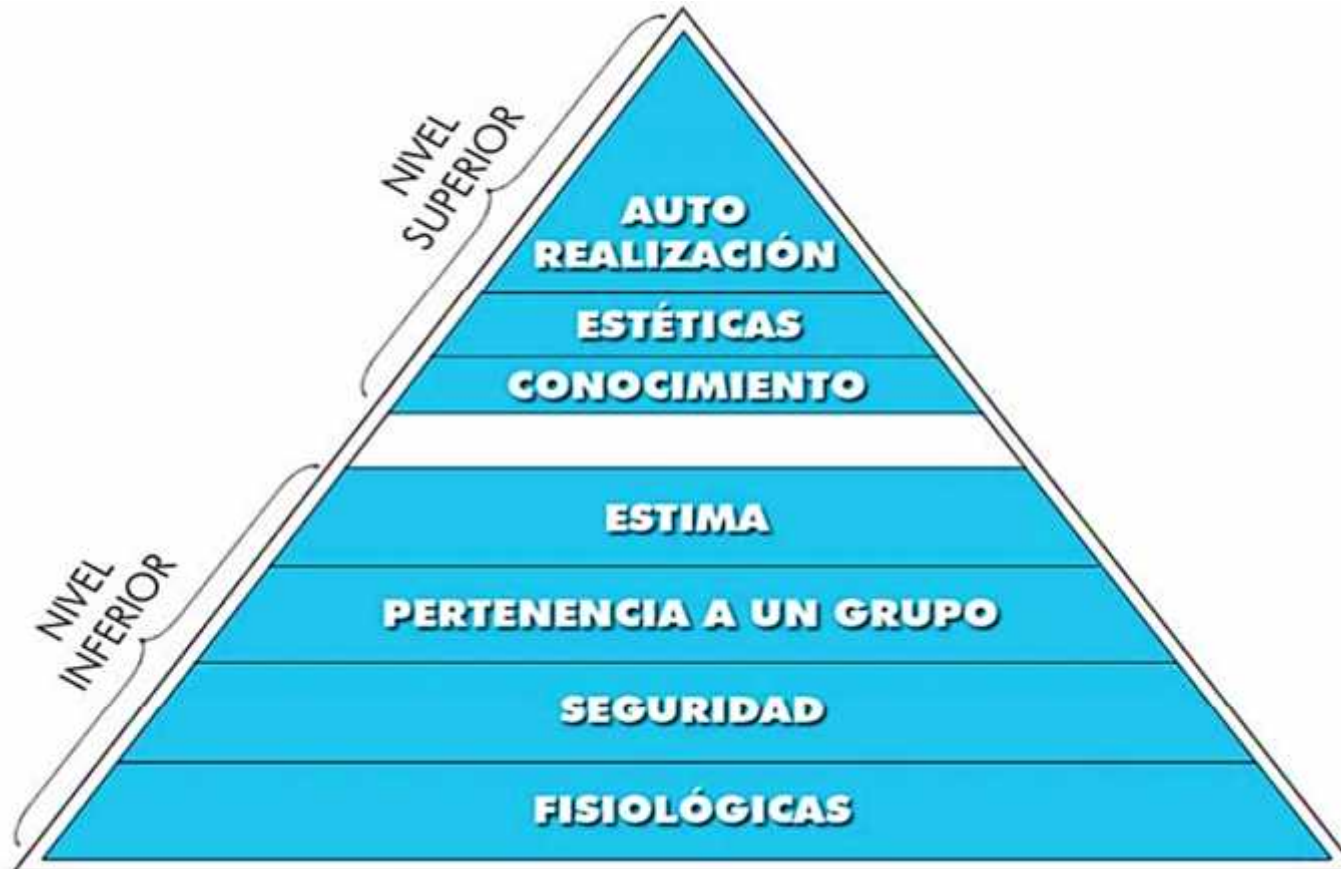 NIVEL
SUPERIOR
AUTO
REALIZACIÓN
ESTÉTICAS
CONOCIMIENTO
NIVEL
INFERIOR
ESTIMA
PERTENENCIA A UN GRUPO
SEGURIDAD
FISIOLÓGICAS